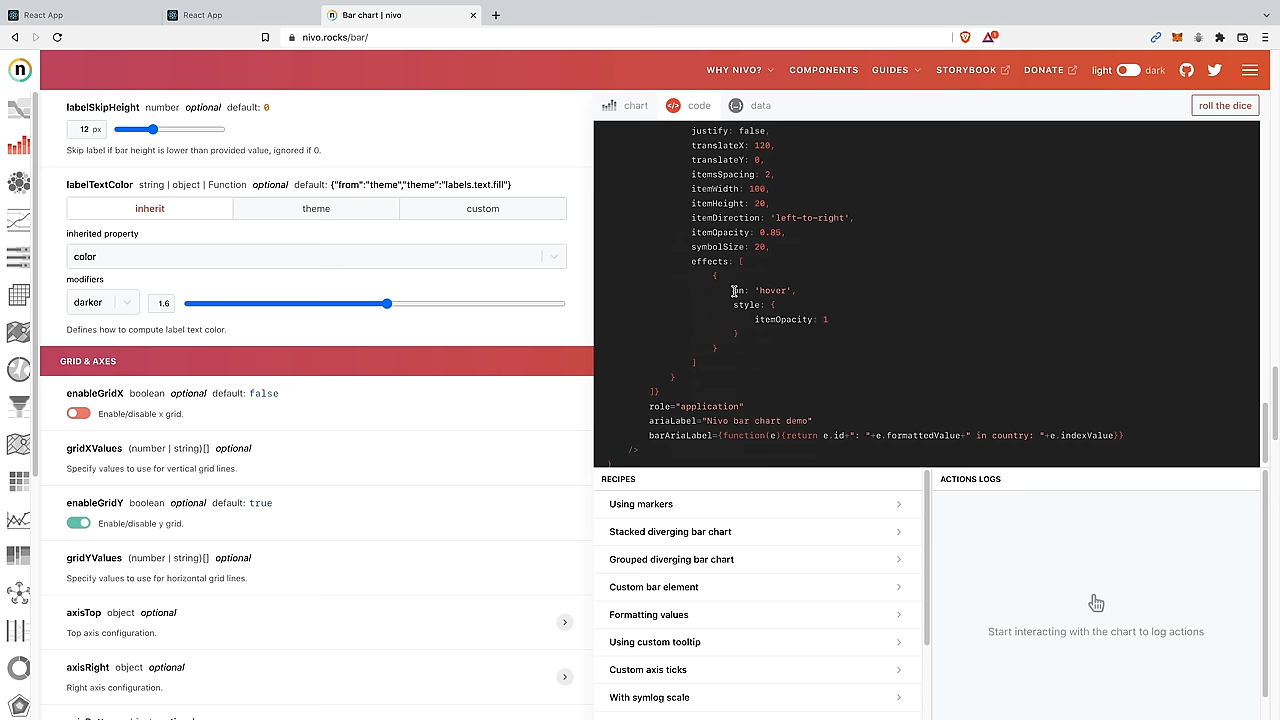 React App
React App
Bar chart | nivo
nivo.rocks/bar/
n
WHY NIVO?
COMPONENTS
GUIDES
STORYBOOK
DONATE
light
dark
labelSkipHeight number optional default: 0
12 px
Skip label if bar height is lower than provided value, ignored if 0.
labelTextColor string | object | Function optional default: {"from":"theme","theme":"labels.text.fill"}
inherit
theme
custom
inherited property
color
modifiers
darker
1.6
Defines how to compute label text color.
GRID & AXES
enableGridX boolean optional default: false
Enable/disable x grid.
gridXValues (number | string)[] optional
Specify values to use for vertical grid lines.
enableGridY boolean optional default: true
Enable/disable y grid.
gridYValues (number | string)[] optional
Specify values to use for horizontal grid lines.
axisTop object optional
Top axis configuration.
axisRight object optional
Right axis configuration.
chart
code
data
roll the dice
justify: false,
translateX: 120,
translateY: 0,
itemsSpacing: 2,
itemWidth: 100,
itemHeight: 20,
itemDirection: 'left-to-right',
itemOpacity: 0.85,
symbolSize: 20,
effects: [
{
on: 'hover',
style: {
itemOpacity: 1
}
}
]
}
]}
role="application"
ariaLabel="Nivo bar chart demo"
barAriaLabel={function(e){return e.id+": "+e.formattedValue+" in country: "+e.indexValue}}
/>
)
RECIPES
Using markers
Stacked diverging bar chart
Grouped diverging bar chart
Custom bar element
Formatting values
Using custom tooltip
Custom axis ticks
With symlog scale
ACTIONS LOGS
Start interacting with the chart to log actions